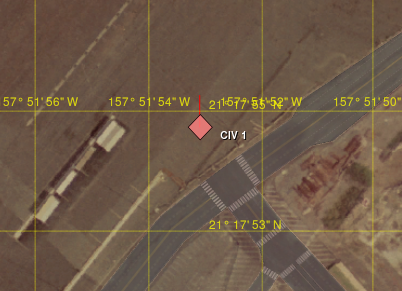 57° 51' 56" W
157° 51' 54" W
157° 51' 52" W
157° 51' 50"
21° 17' 55" N
CIV 1
21° 17' 53" N